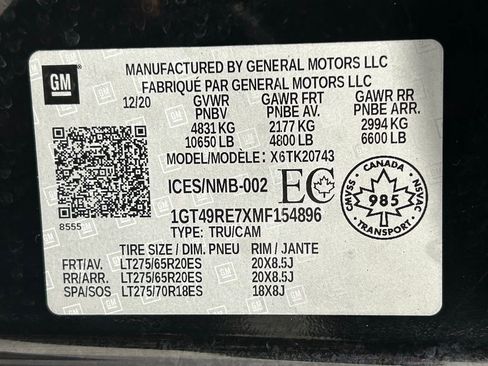 GM
MANUFACTURED BY GENERAL MOTORS LLC
FABRIQUÉ PAR GENERAL MOTORS LLC
12/20 GVWR GAWR FRT GAWR RR
PNBV PNBE AV. PNBE ARR.
4831 KG 2177 KG 2994 KG
10650 LB 4800 LB 6600 LB
MODEL/MODÈLE: X6TK20743
ICES/NMB-002 EC
8555
1GT49RE7XMF154896
TYPE: TRU/CAM
CANADA
SVMAC NSVAC
985
TRANSPORT
TIRE SIZE / DIM. PNEU RIM / JANTE
FRT/AV. LT275/65R20ES 20X8.5J
RR/ARR. LT275/65R20ES 20X8.5J
SPA/SOS LT275/70R18ES 18X8J